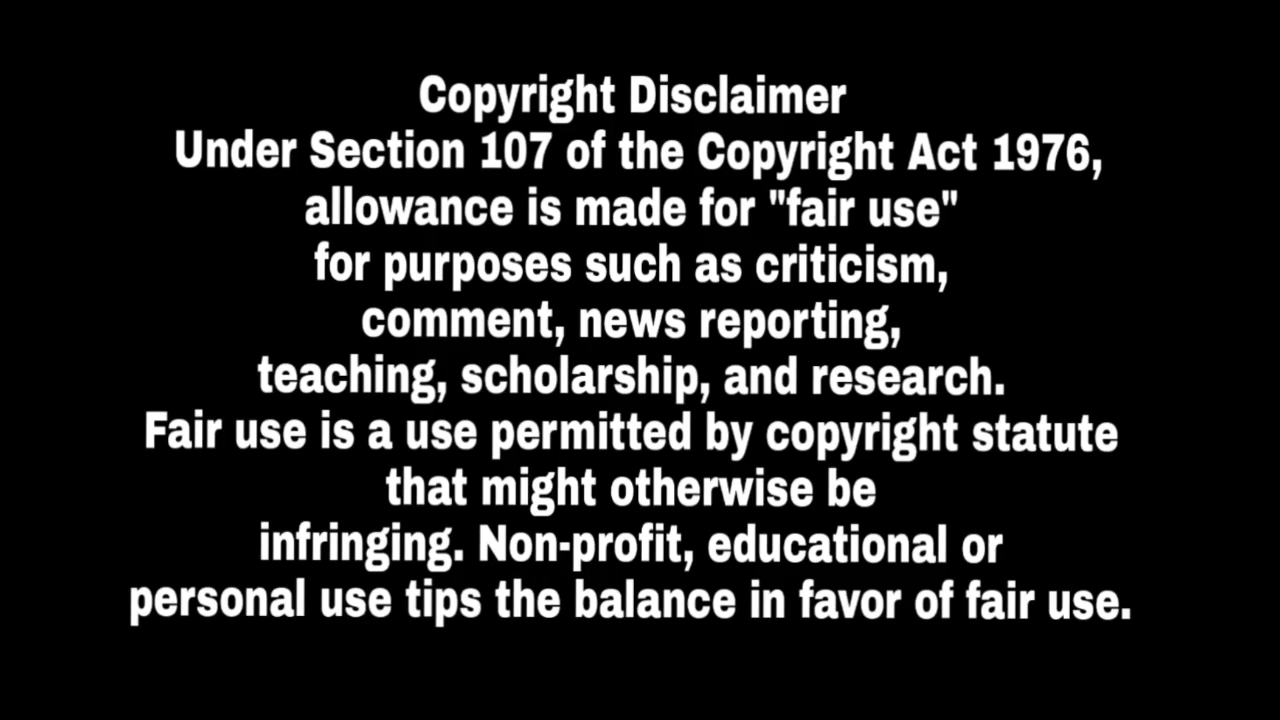 Copyright Disclaimer
Under Section 107 of the Copyright Act 1976,
allowance is made for "fair use"
for purposes such as criticism,
comment, news reporting,
teaching, scholarship, and research.
Fair use is a use permitted by copyright statute
that might otherwise be
infringing. Non-profit, educational or
personal use tips the balance in favor of fair use.